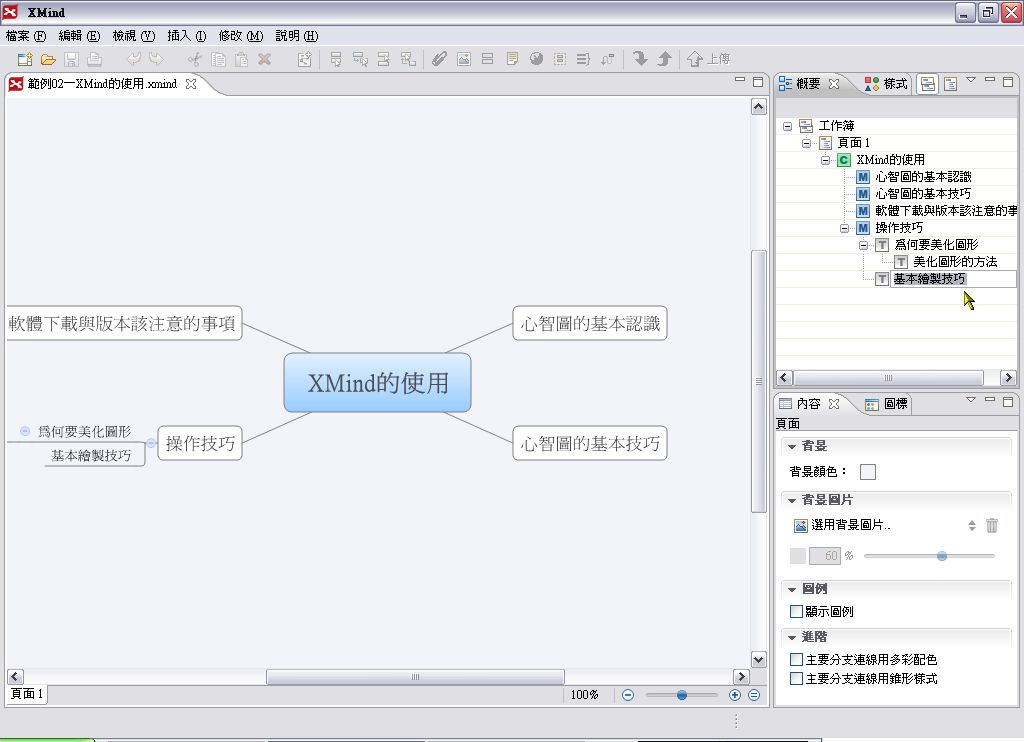 XMind
檔案 (F) 編輯 (E) 檢視 (V) 插入 (I) 修改 (M) 說明 (H)
上傳
範例02—XMind的使用.xmind
軟體下載與版本該注意的事項
心智圖的基本認識
XMind的使用
為何要美化圖形
基本繪製技巧
操作技巧
心智圖的基本技巧
頁面 1
100%
概要 樣式
工作簿
頁面 1
C XMind的使用
M 心智圖的基本認識
M 心智圖的基本技巧
M 軟體下載與版本該注意的事
M 操作技巧
T 為何要美化圖形
T 美化圖形的方法
T 基本繪製技巧
內容 圖標
頁面
背景
背景顏色：
背景圖片
選用背景圖片..
60 %
圖例
顯示圖例
進階
主要分支連線用多彩配色
主要分支連線用錐形樣式